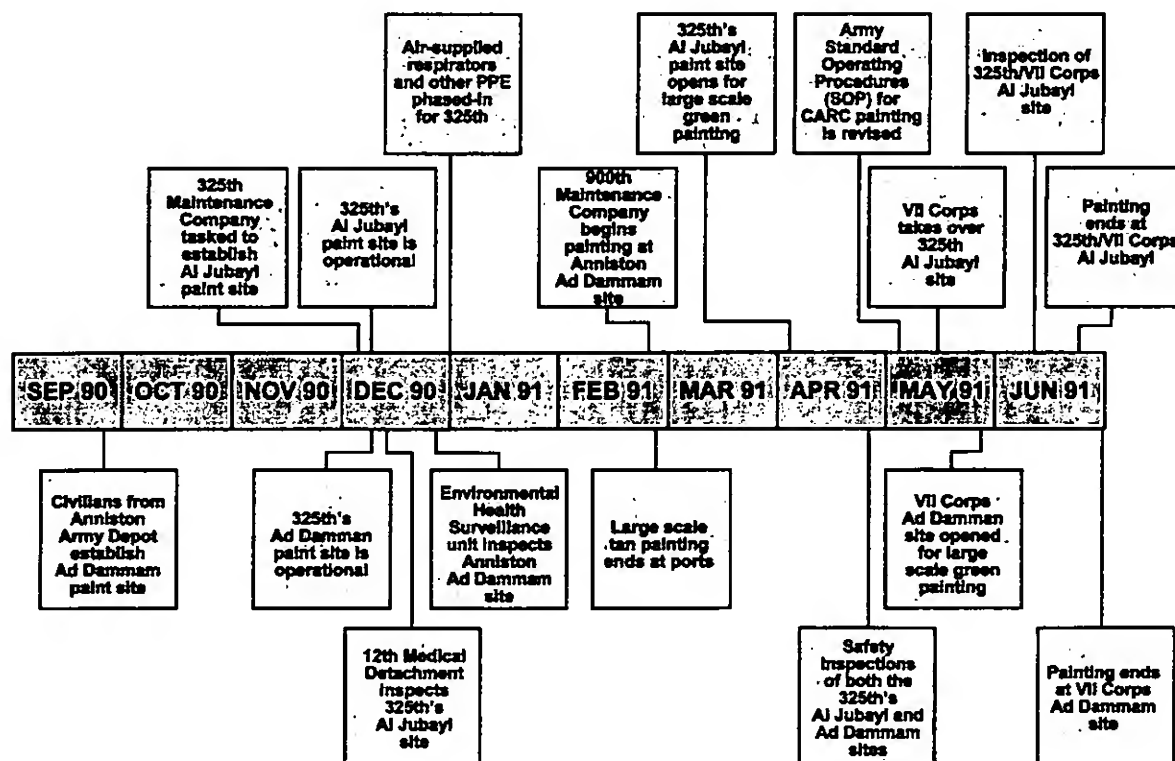 Air-supplied
respirators
and other PPE
phased-in
for 325th
325th's
Al Jubayl
paint site
opens for
large scale
green
painting
Army
Standard
Operating
Procedures
(SOP) for
CARC painting
is revised
Inspection of
325th/VII Corps
Al Jubayl
site
325th
Maintenance
Company
tasked to
establish
Al Jubayl
paint site
325th's
Al Jubayl
paint site is
operational
900th
Maintenance
Company
begins
painting at
Anniston
Ad Dammam
site
VII Corps
takes over
325th
Al Jubayl
site
Painting
ends at
325th/VII Corps
Al Jubayl
SEP 90
OCT 90
NOV 90
DEC 90
JAN 91
FEB 91
MAR 91
APR 91
MAY 91
JUN 91
Civilians from
Anniston
Army Depot
establish
Ad Dammam
paint site
325th's
Ad Damman
paint site is
operational
Environmental
Health
Surveillance
unit inspects
Anniston
Ad Dammam
site
Large scale
tan painting
ends at ports
VII Corps
Ad Damman
site opened
for large
scale green
painting
12th Medical
Detachment
inspects
325th's
Al Jubayl
site
Safety
Inspections
of both the
325th's
Al Jubayl and
Ad Dammam
sites
Painting ends
at VII Corps
Ad Dammam
site